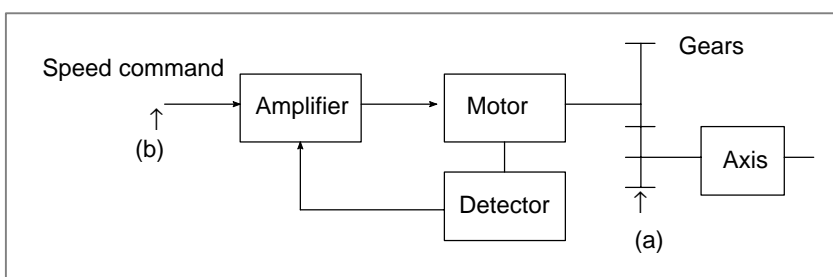 Gears
Speed command
Amplifier
Motor
(b)
Axis
Detector
(a)